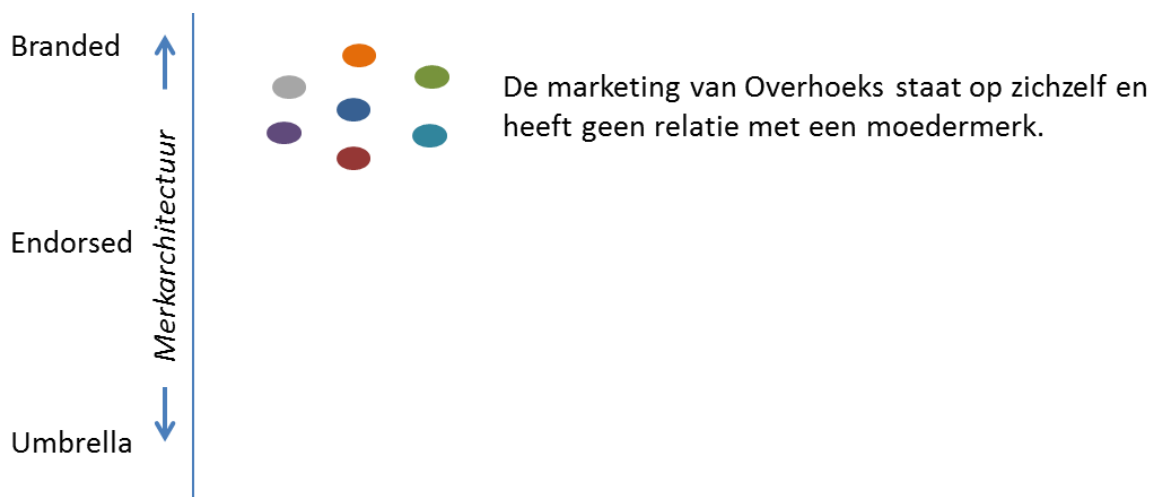 Branded
De marketing van Overhoeks staat op zichzelf en
heeft geen relatie met een moedermerk.
Merkarchitectuur
Endorsed
Umbrella